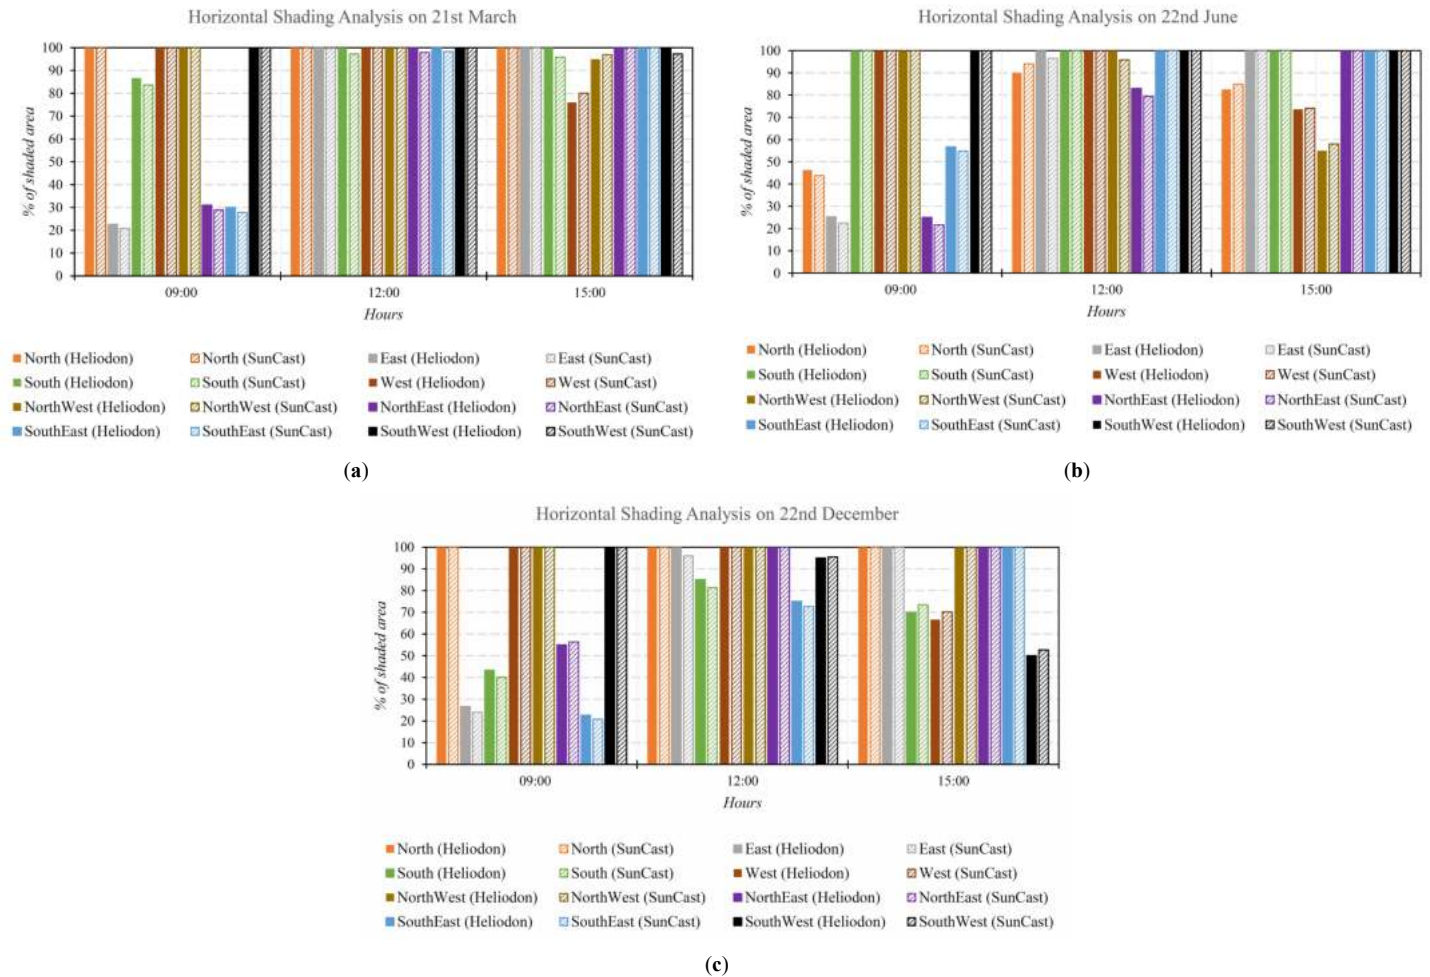 Horizontal Shading Analysis on 21st March
% of shaded area
100
90
80
70
60
50
40
30
20
10
0
09:00 12:00 15:00
Hours
North (Heliodon) North (SunCast) East (Heliodon) East (SunCast)
South (Heliodon) South (SunCast) West (Heliodon) West (SunCast)
NorthWest (Heliodon) NorthWest (SunCast) NorthEast (Heliodon) NorthEast (SunCast)
SouthEast (Heliodon) SouthEast (SunCast) SouthWest (Heliodon) SouthWest (SunCast)
(a)
Horizontal Shading Analysis on 22nd June
% of shaded area
100
90
80
70
60
50
40
30
20
10
0
09:00 12:00 15:00
Hours
North (Heliodon) North (SunCast) East (Heliodon) East (SunCast)
South (Heliodon) South (SunCast) West (Heliodon) West (SunCast)
NorthWest (Heliodon) NorthWest (SunCast) NorthEast (Heliodon) NorthEast (SunCast)
SouthEast (Heliodon) SouthEast (SunCast) SouthWest (Heliodon) SouthWest (SunCast)
(b)
Horizontal Shading Analysis on 22nd December
% of shaded area
100
90
80
70
60
50
40
30
20
10
0
09:00 12:00 15:00
Hours
North (Heliodon) North (SunCast) East (Heliodon) East (SunCast)
South (Heliodon) South (SunCast) West (Heliodon) West (SunCast)
NorthWest (Heliodon) NorthWest (SunCast) NorthEast (Heliodon) NorthEast (SunCast)
SouthEast (Heliodon) SouthEast (SunCast) SouthWest (Heliodon) SouthWest (SunCast)
(c)